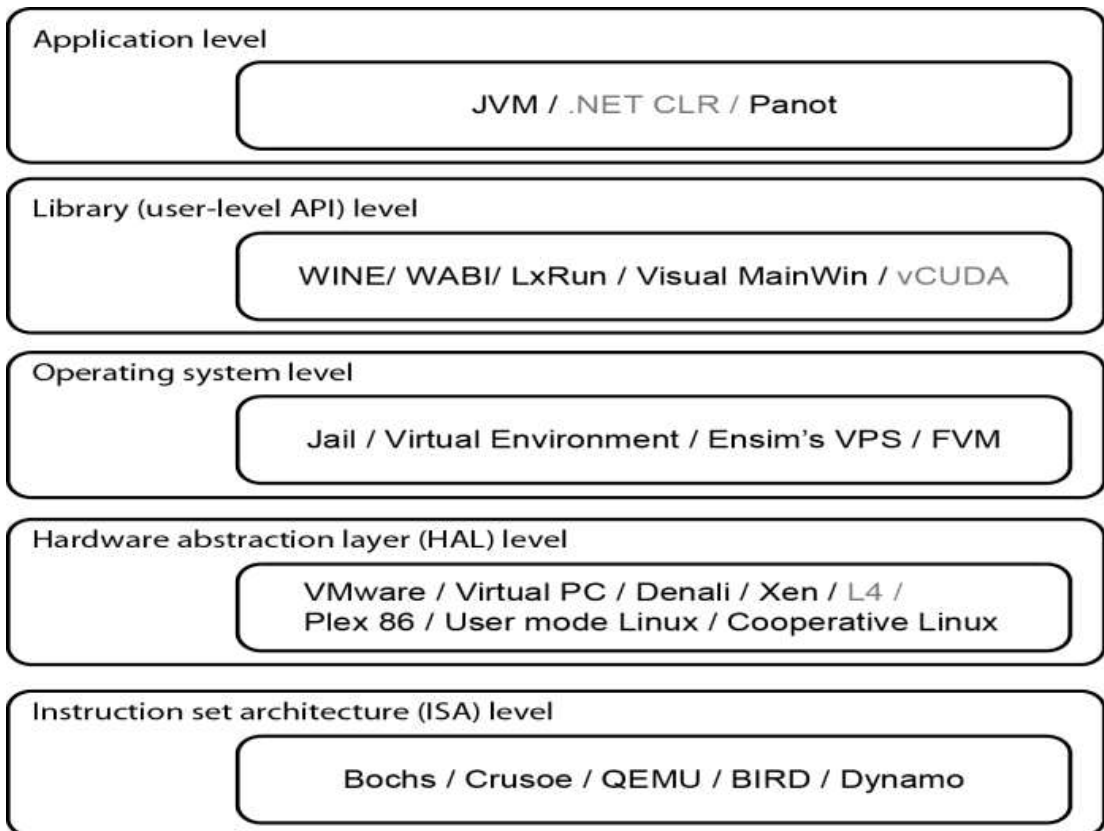 Application level
JVM / .NET CLR / Panot
Library (user-level API) level
WINE/ WABI/ LxRun / Visual MainWin / vCUDA
Operating system level
Jail / Virtual Environment / Ensim's VPS / FVM
Hardware abstraction layer (HAL) level
VMware / Virtual PC / Denali / Xen / L4 /
Plex 86 / User mode Linux / Cooperative Linux
Instruction set architecture (ISA) level
Bochs / Crusoe / QEMU / BIRD / Dynamo